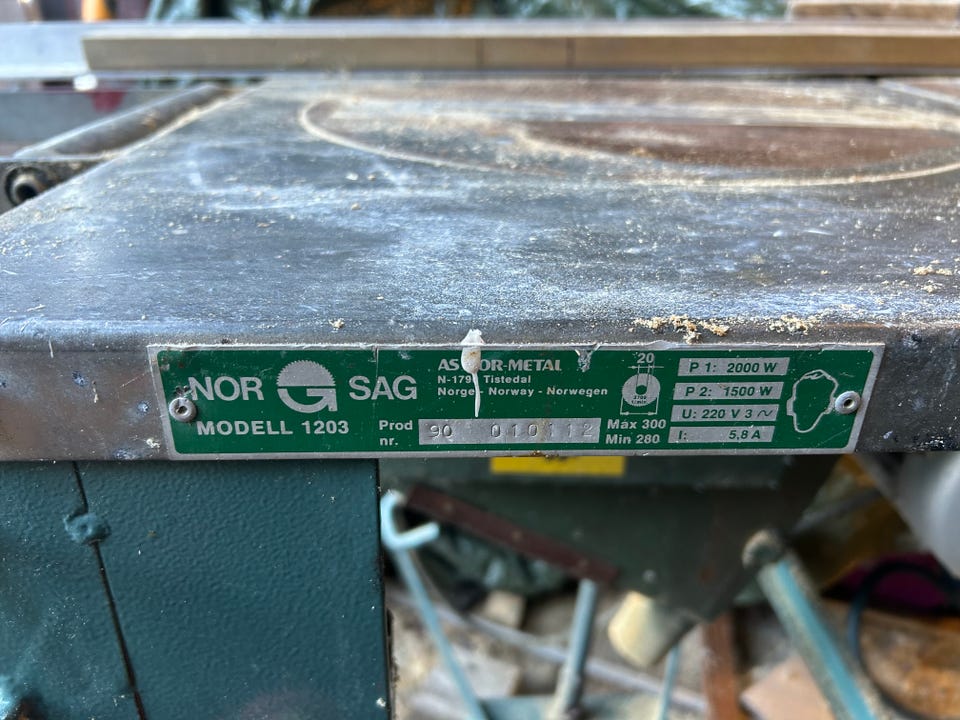 NOR SAG
MODELL 1203
AS NOR-METAL
N-179 Tistedal
Norge - Norway - Norwegen
Prod nr. 90 010112
20
Max 300
Min 280
P 1: 2000 W
P 2: 1500 W
U: 220 V 3 ~
I: 5,8 A